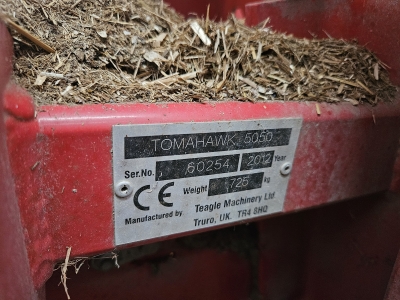 TOMAHAWK 5050
Ser.No. 60254 2012 Year
CE Weight 725 kg
Manufactured by Teagle Machinery Ltd
Truro, UK. TR4 8HQ